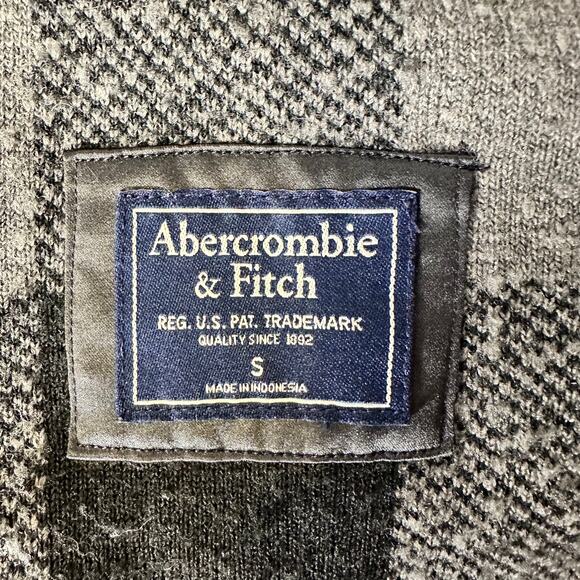 Abercrombie
& Fitch
REG. U.S. PAT. TRADEMARK
QUALITY SINCE 1892
S
MADE IN INDONESIA